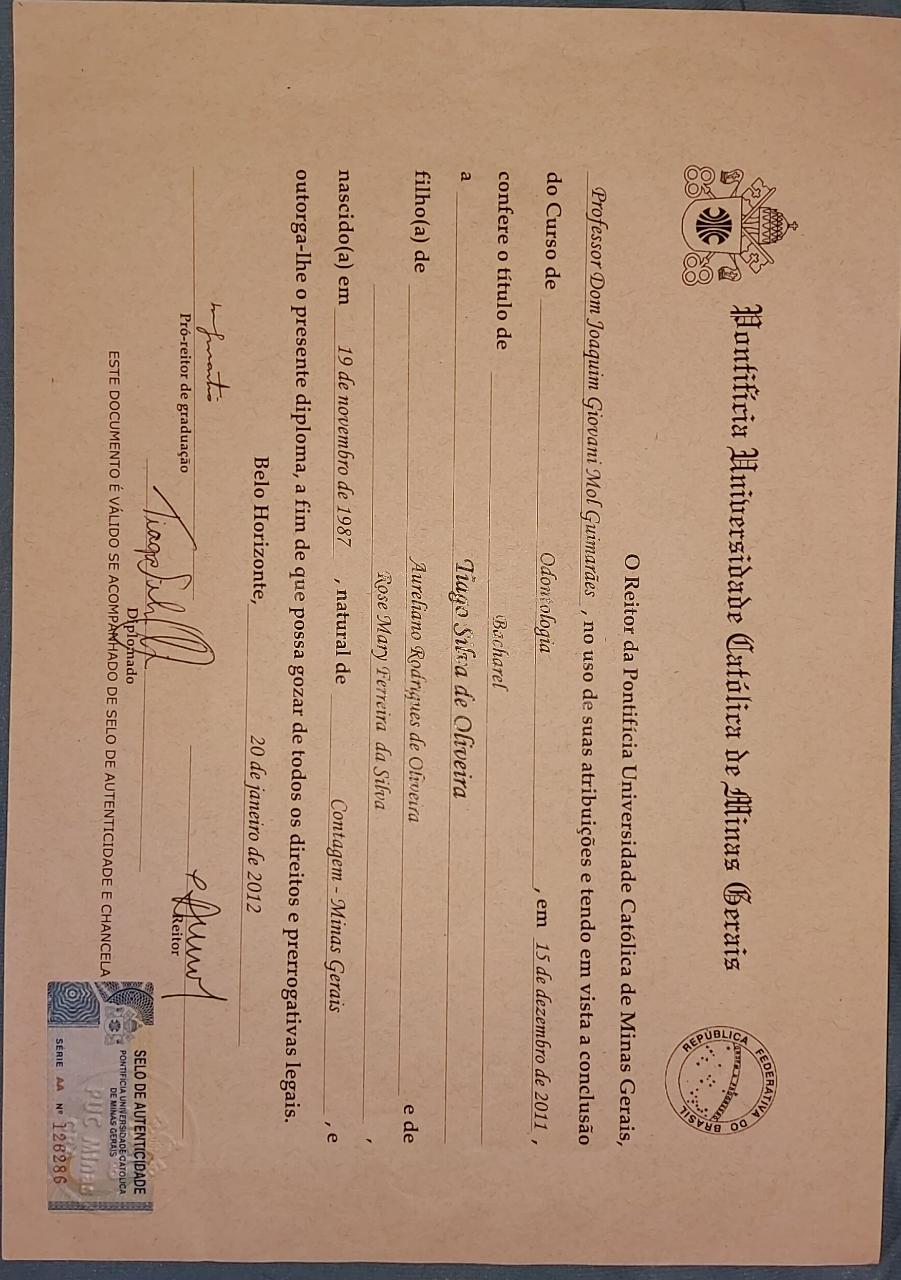 Pontifícia Universidade Católica de Minas Gerais
REPÚBLICA FEDERATIVA DO BRASIL
O Reitor da Pontifícia Universidade Católica de Minas Gerais,
Professor Dom Joaquim Giovani Mol Guimarães , no uso de suas atribuições e tendo em vista a conclusão
do Curso de Odontologia , em 15 de dezembro de 2011 ,
confere o título de Bacharel
a Tiago Silva de Oliveira
filho(a) de Aureliano Rodrigues de Oliveira e de
Rose Mary Ferreira da Silva ,
nascido(a) em 19 de novembro de 1987 , natural de Contagem - Minas Gerais , e
outorga-lhe o presente diploma, a fim de que possa gozar de todos os direitos e prerrogativas legais.
Belo Horizonte, 20 de janeiro de 2012
Pró-reitor de graduação
Reitor
Diplomado
ESTE DOCUMENTO É VÁLIDO SE ACOMPANHADO DE SELO DE AUTENTICIDADE E CHANCELA
SELO DE AUTENTICIDADE
PONTIFÍCIA UNIVERSIDADE CATÓLICA
DE MINAS GERAIS
PUC Minas
SÉRIE AA Nº 126286